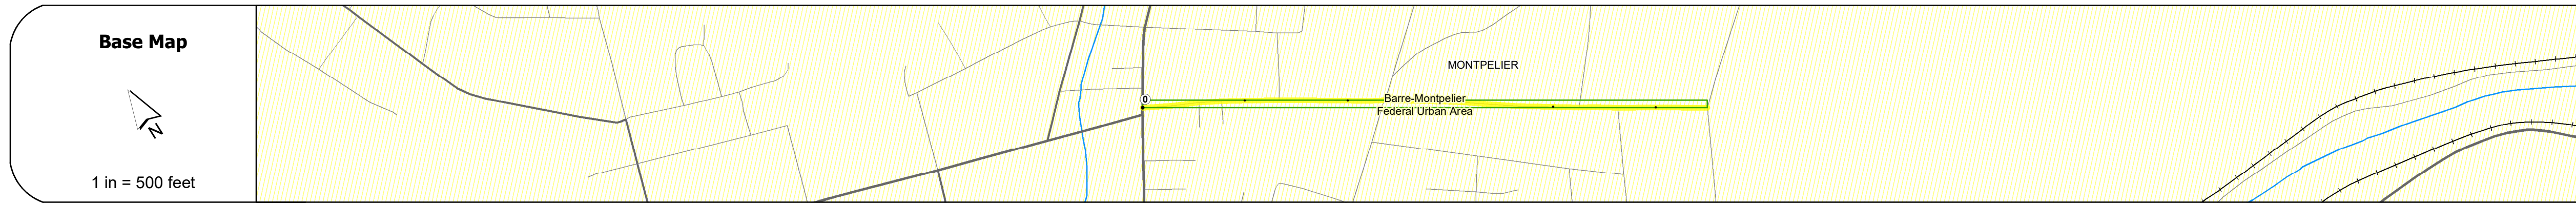 Base Map
N
1 in = 500 feet
MONTPELIER
0
Barre-Montpelier
Federal Urban Area